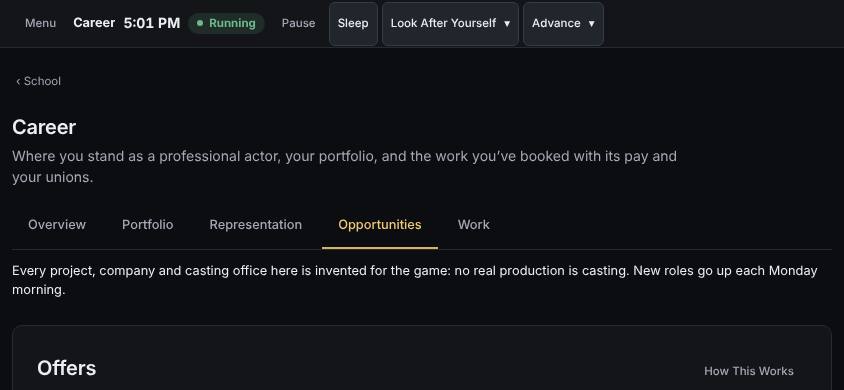 Menu Career 5:01 PM Running Pause Sleep Look After Yourself ▾ Advance ▾
‹ School
Career
Where you stand as a professional actor, your portfolio, and the work you’ve booked with its pay and
your unions.
Overview Portfolio Representation Opportunities Work
Every project, company and casting office here is invented for the game: no real production is casting. New roles go up each Monday
morning.
Offers How This Works